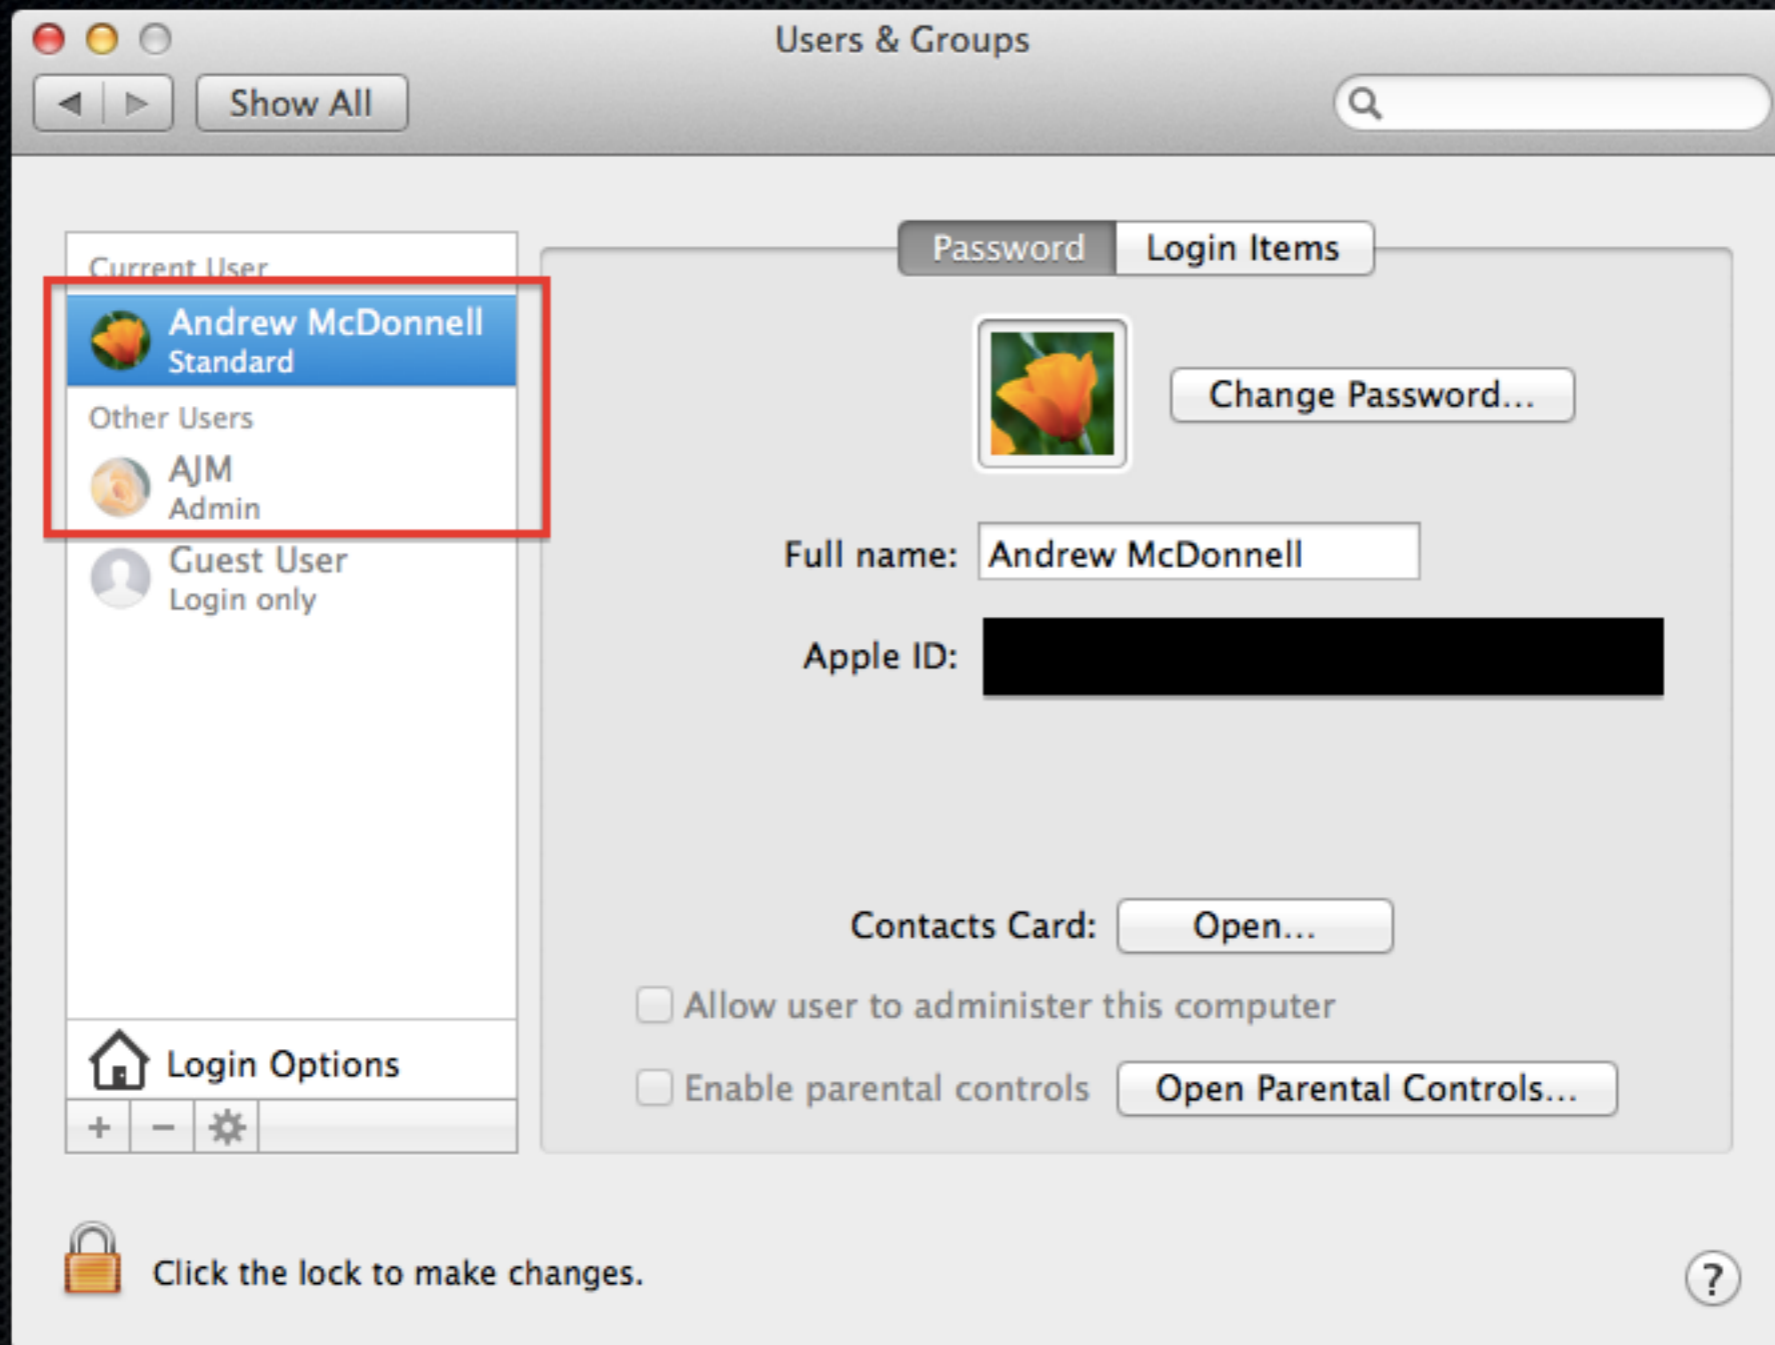 Users & Groups
Show All
Current User
Andrew McDonnell
Standard
Other Users
AJM
Admin
Guest User
Login only
Login Options
Password Login Items
Change Password...
Full name: Andrew McDonnell
Apple ID:
Contacts Card: Open...
Allow user to administer this computer
Enable parental controls Open Parental Controls...
Click the lock to make changes.
?